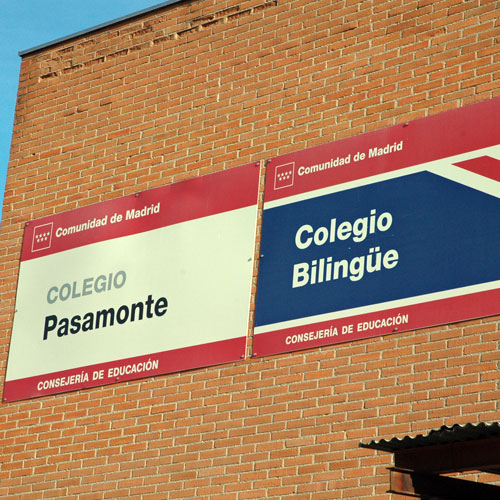 Comunidad de Madrid
COLEGIO
Pasamonte
CONSEJERÍA DE EDUCACIÓN
Comunidad de Madrid
Colegio
Bilingüe
CONSEJERÍA DE EDUCACIÓN